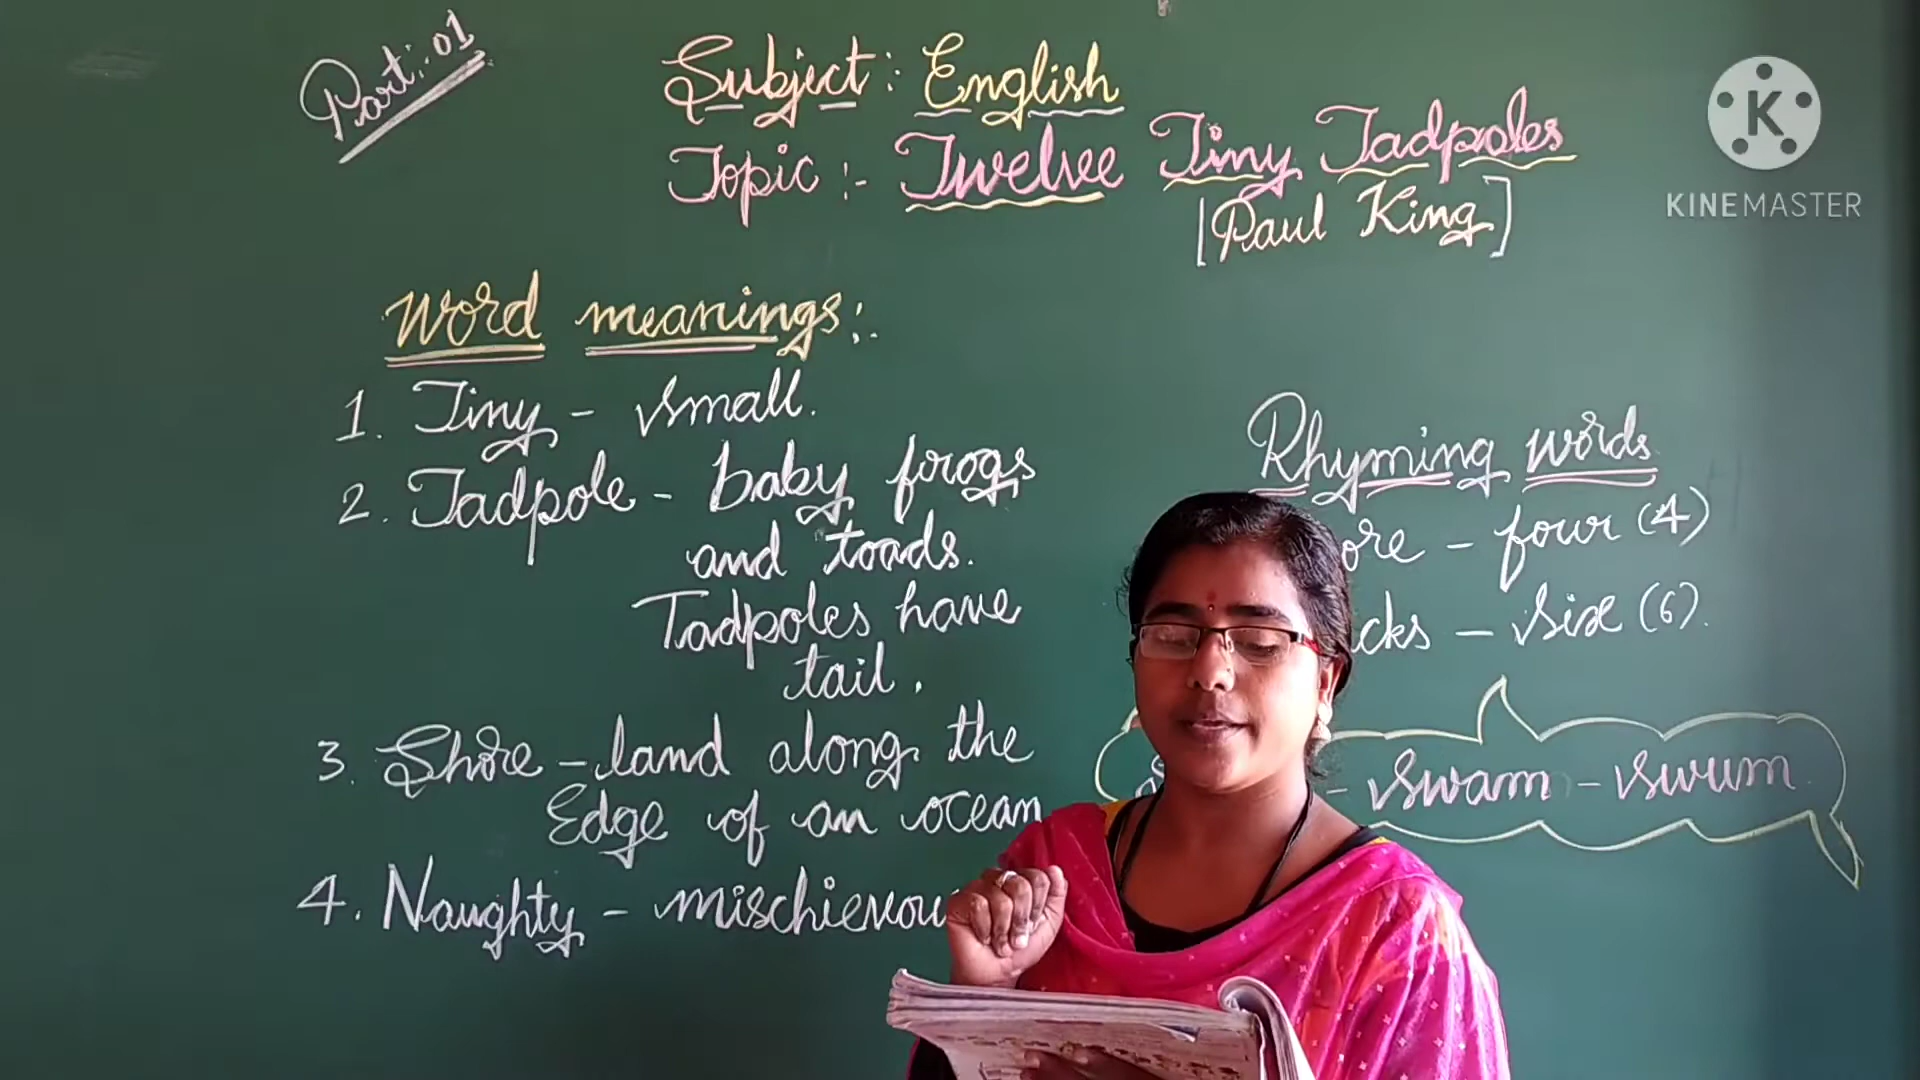 Part:-01
Subject: English
Topic:- Twelve Tiny Tadpoles
[Paul King]
Word meanings:-
1. Tiny - small.
2. Tadpole - baby frogs
and toads.
Tadpoles have
tail.
3. Shore - land along the
Edge of an ocean
4. Naughty - mischievou
Rhyming words
ore - four (4)
cks - six (6).
- swam - swum
K
KINEMASTER